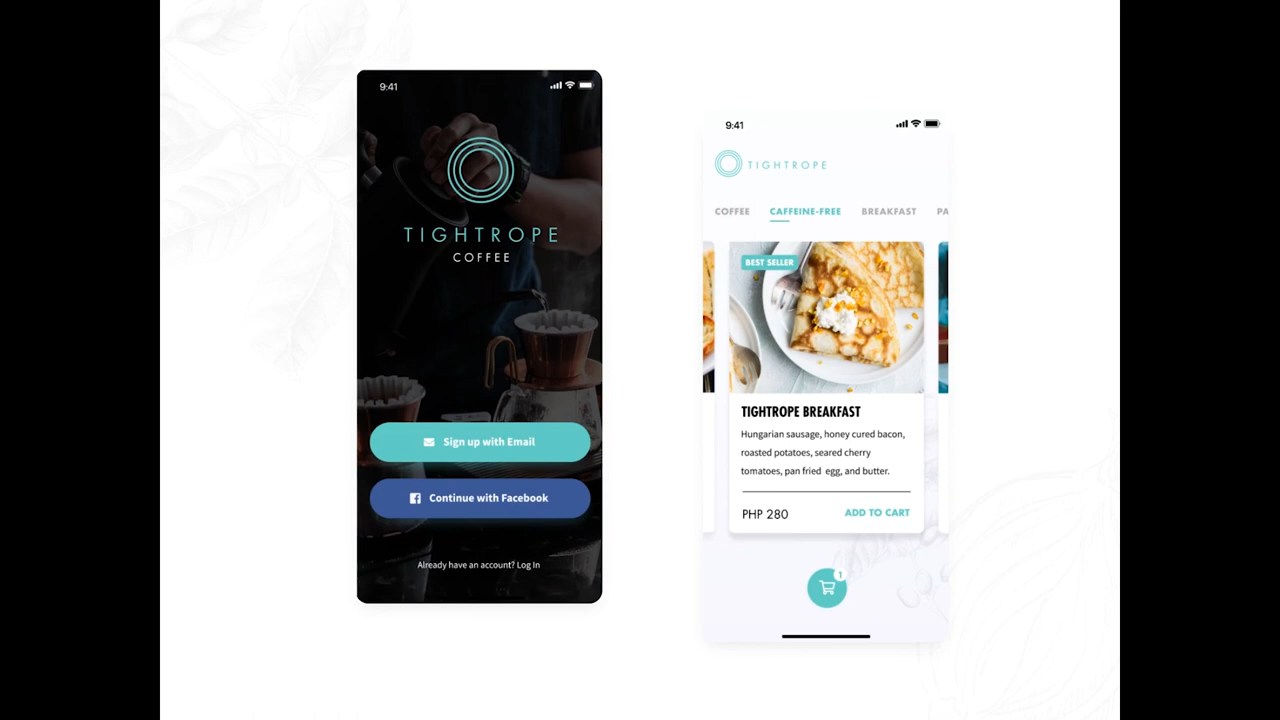 9:41
TIGHTROPE
COFFEE
Sign up with Email
Continue with Facebook
Already have an account? Log In
9:41
TIGHTROPE
COFFEE CAFFEINE-FREE BREAKFAST PA
BEST SELLER
TIGHTROPE BREAKFAST
Hungarian sausage, honey cured bacon,
roasted potatoes, seared cherry
tomatoes, pan fried egg, and butter.
PHP 280 ADD TO CART
1